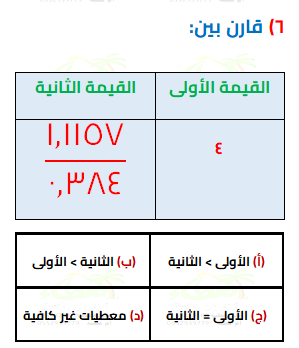 ٦) قارن بين:
القيمة الأولى القيمة الثانية
٤
١,١١٥٧
٠,٣٨٤
(أ) الأولى > الثانية (ب) الثانية > الأولى
(ج) الأولى = الثانية (د) معطيات غير كافية